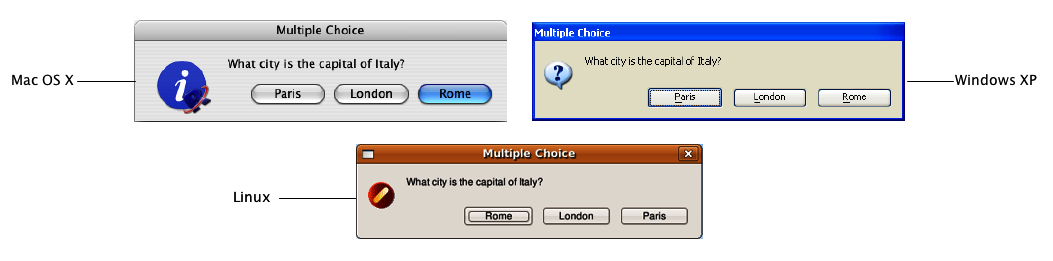 Multiple Choice
What city is the capital of Italy?
Paris London Rome
Mac OS X
Multiple Choice
What city is the capital of Italy?
Paris London Rome
Windows XP
Multiple Choice
What city is the capital of Italy?
Rome London Paris
Linux